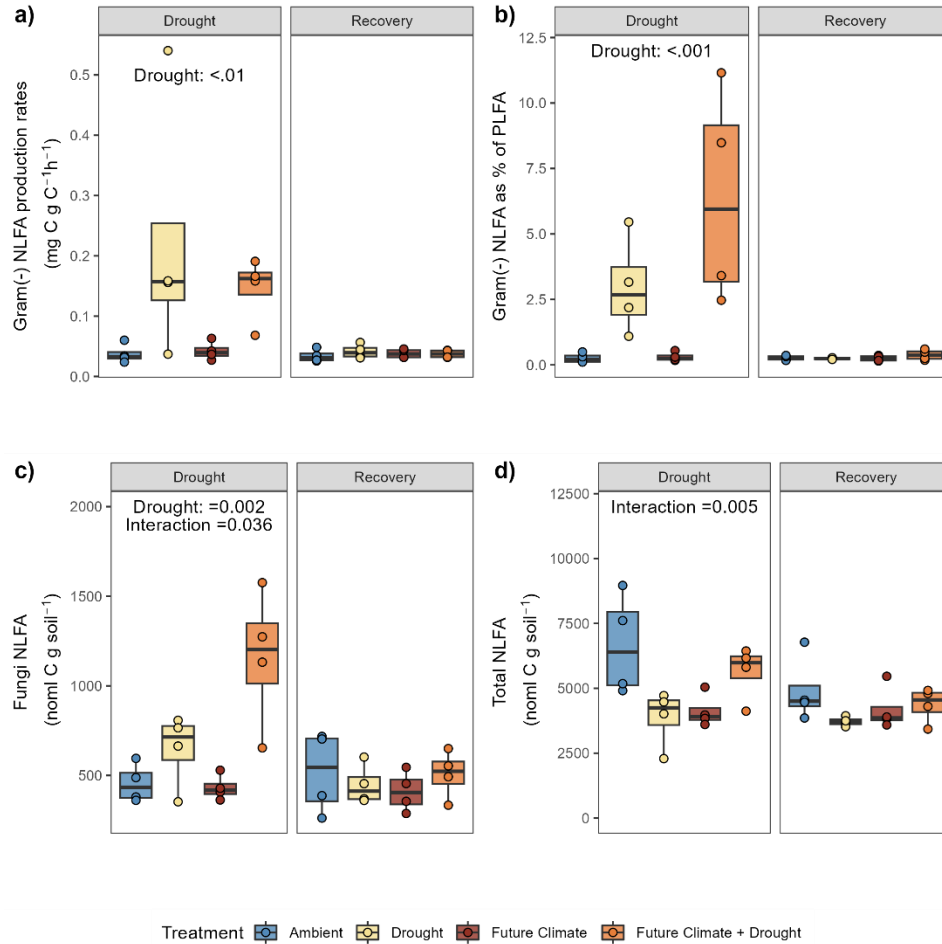 a)
Drought
Recovery
Drought: <.01
Gram(-) NLFA production rates
(mg C g C⁻¹h⁻¹)
0.5
0.4
0.3
0.2
0.1
0.0
b)
Drought
Recovery
Drought: <.001
Gram(-) NLFA as % of PLFA
12.5
10.0
7.5
5.0
2.5
0.0
c)
Drought
Recovery
Drought: =0.002
Interaction =0.036
Fungi NLFA
(noml C g soil⁻¹)
2000
1500
1000
500
d)
Drought
Recovery
Interaction =0.005
Total NLFA
(noml C g soil⁻¹)
12500
10000
7500
5000
2500
0
Treatment Ambient Drought Future Climate Future Climate + Drought